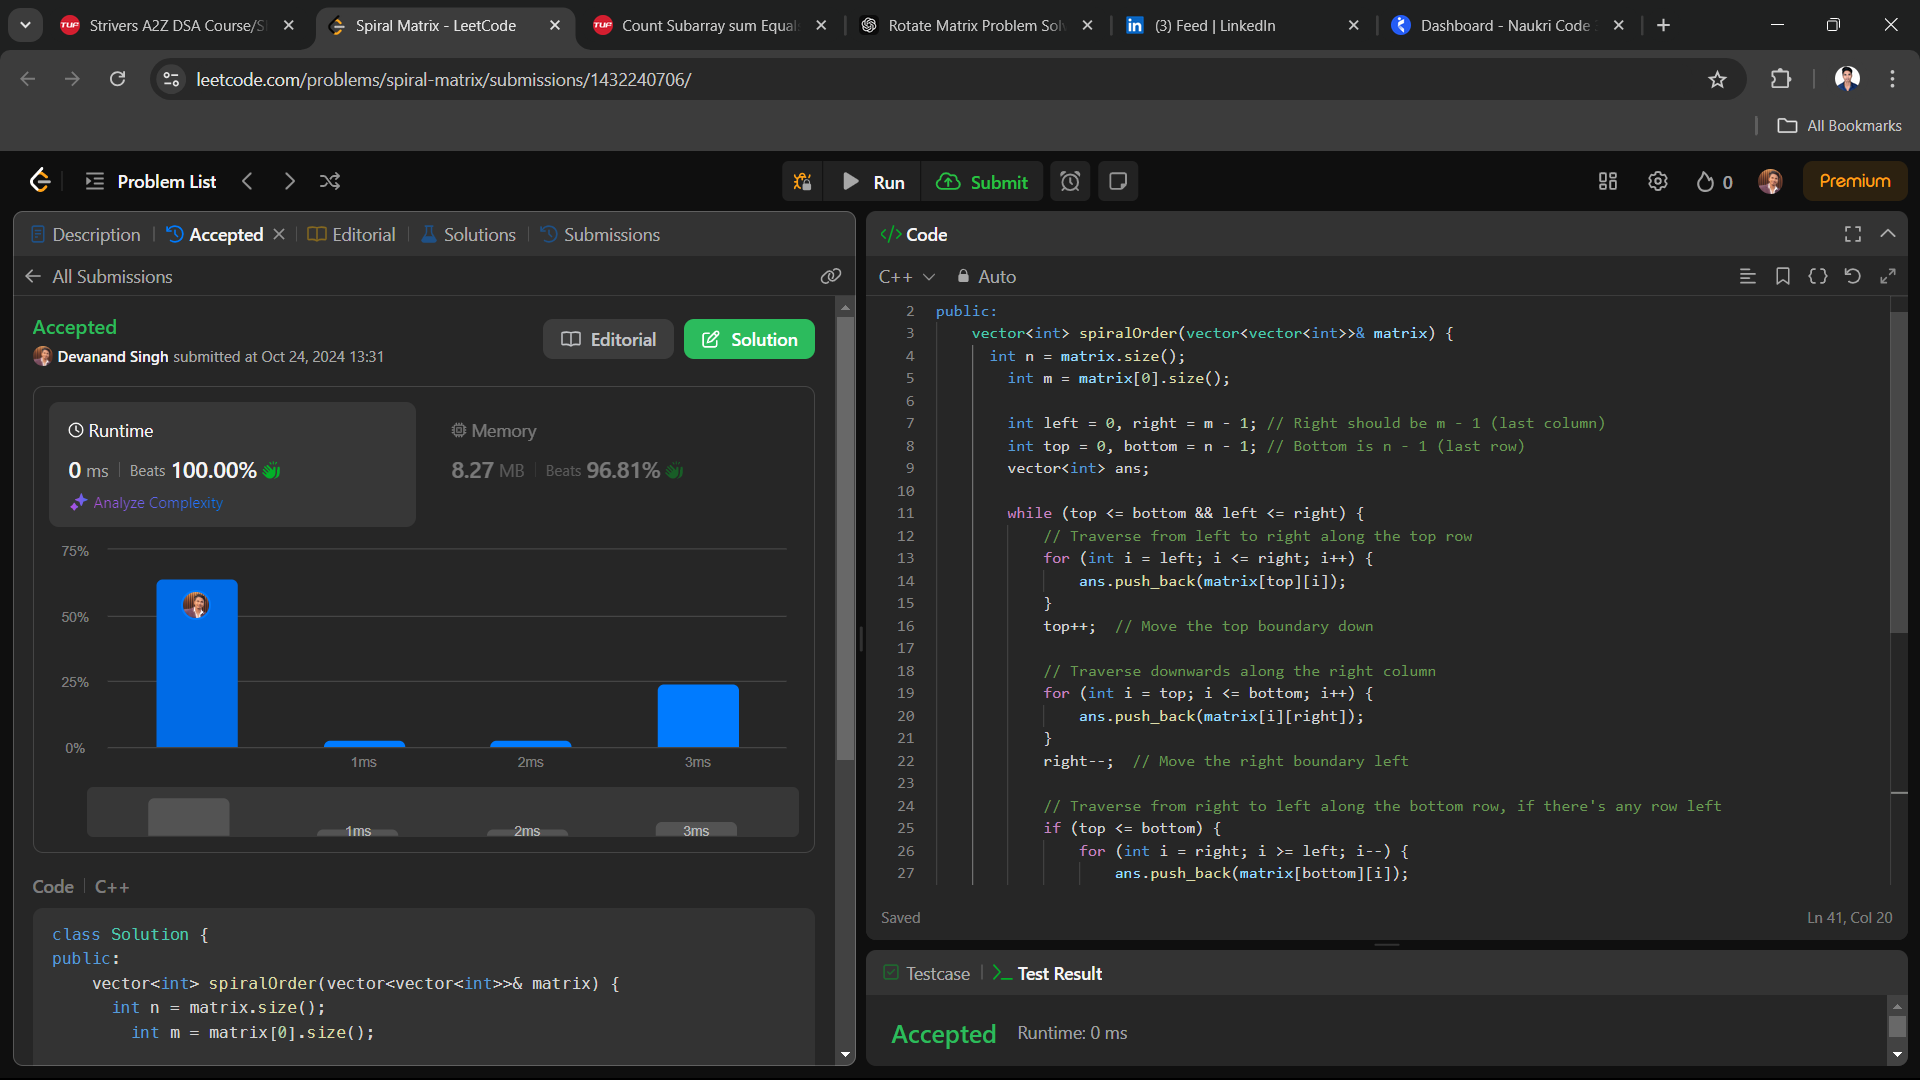 Strivers A2Z DSA Course/S
Spiral Matrix - LeetCode
Count Subarray sum Equal
Rotate Matrix Problem Sol
(3) Feed | LinkedIn
Dashboard - Naukri Code
leetcode.com/problems/spiral-matrix/submissions/1432240706/
All Bookmarks
Problem List
Run
Submit
0
Premium
Description
Accepted
Editorial
Solutions
Submissions
All Submissions
Accepted
Devanand Singh submitted at Oct 24, 2024 13:31
Editorial
Solution
Runtime
0 ms
Beats 100.00%
Analyze Complexity
Memory
8.27 MB
Beats 96.81%
75%
50%
25%
0%
1ms
2ms
3ms
1ms
2ms
3ms
Code
C++
class Solution {
public:
    vector<int> spiralOrder(vector<vector<int>>& matrix) {
      int n = matrix.size();
        int m = matrix[0].size();
Code
C++
Auto
2 public:
3     vector<int> spiralOrder(vector<vector<int>>& matrix) {
4       int n = matrix.size();
5         int m = matrix[0].size();
6
7         int left = 0, right = m - 1; // Right should be m - 1 (last column)
8         int top = 0, bottom = n - 1; // Bottom is n - 1 (last row)
9         vector<int> ans;
10
11         while (top <= bottom && left <= right) {
12             // Traverse from left to right along the top row
13             for (int i = left; i <= right; i++) {
14                 ans.push_back(matrix[top][i]);
15             }
16             top++;  // Move the top boundary down
17
18             // Traverse downwards along the right column
19             for (int i = top; i <= bottom; i++) {
20                 ans.push_back(matrix[i][right]);
21             }
22             right--;  // Move the right boundary left
23
24             // Traverse from right to left along the bottom row, if there's any row left
25             if (top <= bottom) {
26                 for (int i = right; i >= left; i--) {
27                     ans.push_back(matrix[bottom][i]);
Saved
Ln 41, Col 20
Testcase
Test Result
Accepted
Runtime: 0 ms